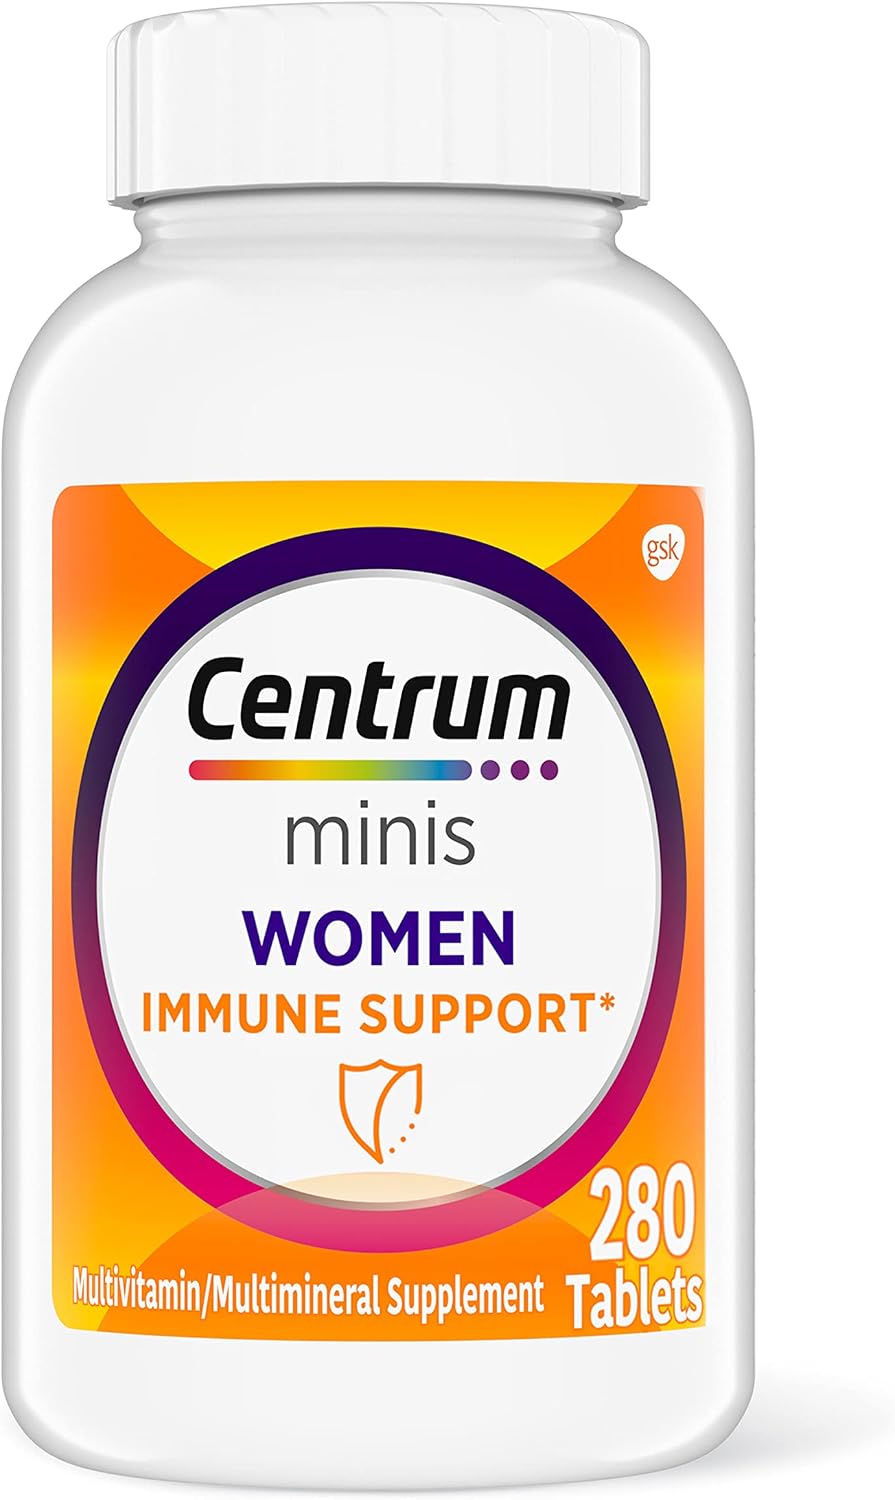 gsk
Centrum
minis
WOMEN
IMMUNE SUPPORT*
280
Tablets
Multivitamin/Multimineral Supplement